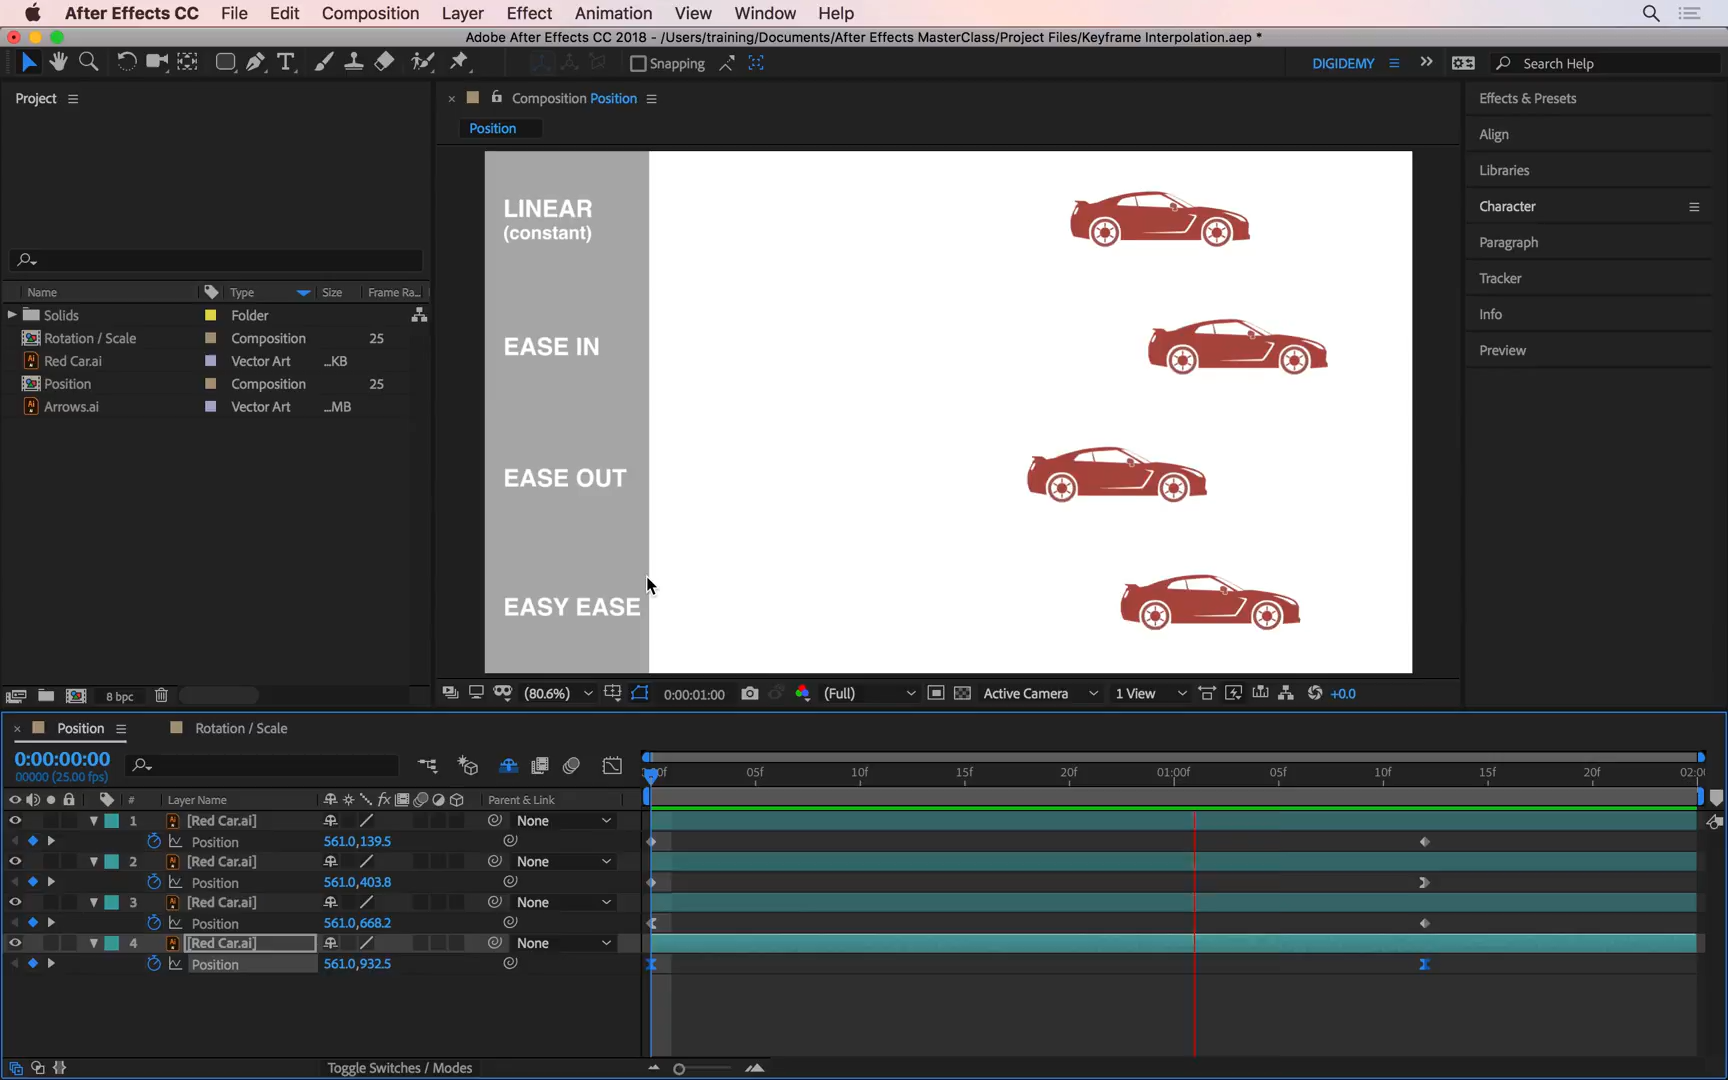 After Effects CC File Edit Composition Layer Effect Animation View Window Help
Adobe After Effects CC 2018 - /Users/training/Documents/After Effects MasterClass/Project Files/Keyframe Interpolation.aep *
Snapping DIGIDEMY Search Help
Project
Composition Position
Position
Effects & Presets
Align
Libraries
Character
Paragraph
Tracker
Info
Preview
Name Type Size Frame Ra...
Solids Folder
Rotation / Scale Composition 25
Red Car.ai Vector Art ...KB
Position Composition 25
Arrows.ai Vector Art ...MB
LINEAR
(constant)
EASE IN
EASE OUT
EASY EASE
8 bpc
(80.6%) 0:00:01:00 (Full) Active Camera 1 View +0.0
Position Rotation / Scale
0:00:00:00
00000 (25.00 fps)
05f 10f 15f 20f 01:00f 05f 10f 15f 20f
# Layer Name Parent & Link
1 [Red Car.ai] None
Position 561.0,139.5
2 [Red Car.ai] None
Position 561.0,403.8
3 [Red Car.ai] None
Position 561.0,668.2
4 [Red Car.ai] None
Position 561.0,932.5
Toggle Switches / Modes